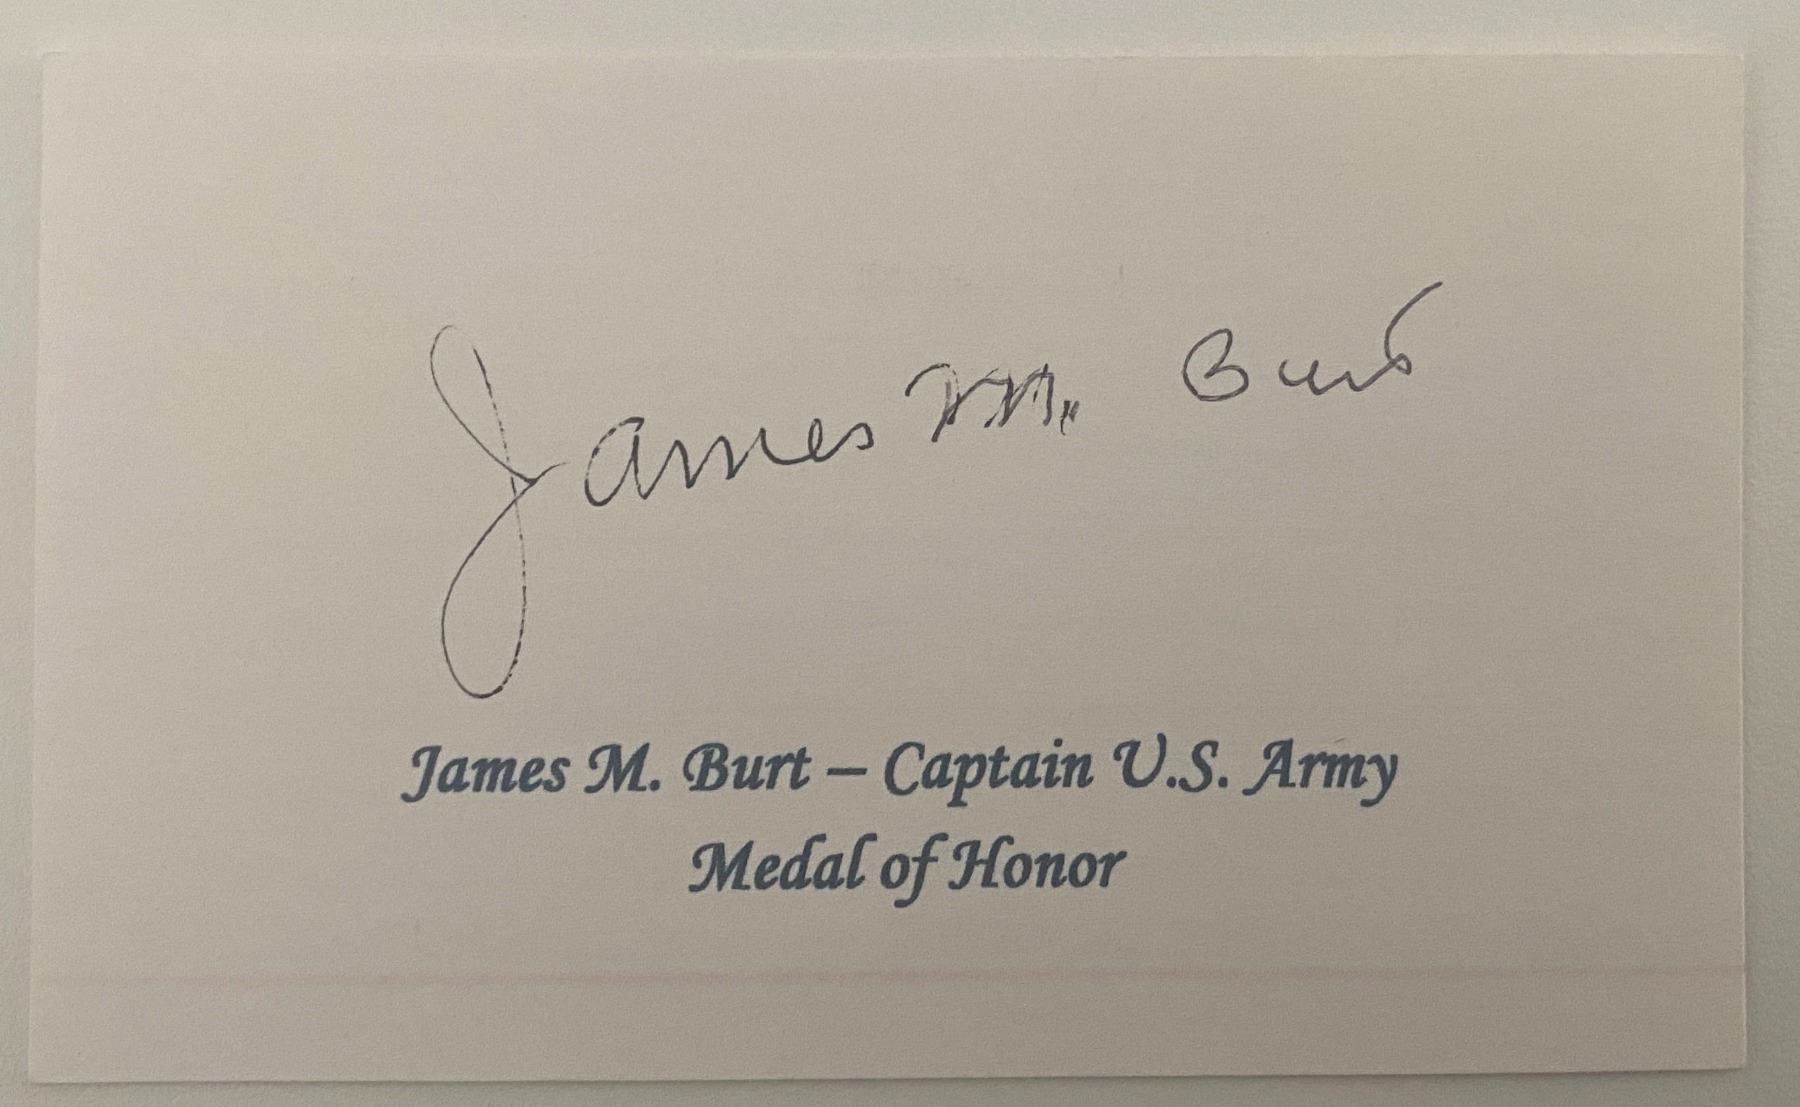 James M. Burt
James M. Burt – Captain U.S. Army
Medal of Honor